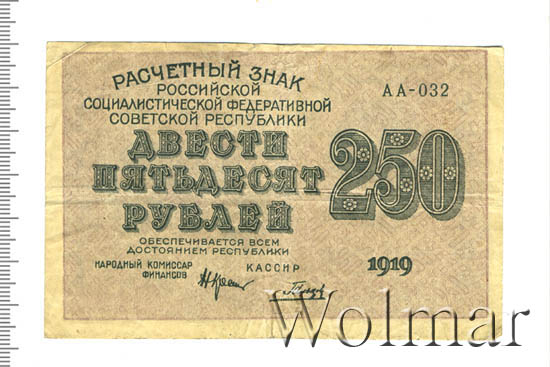 РАСЧЕТНЫЙ ЗНАК
РОССИЙСКОЙ
СОЦИАЛИСТИЧЕСКОЙ ФЕДЕРАТИВНОЙ
СОВЕТСКОЙ РЕСПУБЛИКИ
АА-032
ДВЕСТИ
ПЯТЬДЕСЯТ
РУБЛЕЙ
250
ОБЕСПЕЧИВАЕТСЯ ВСЕМ
ДОСТОЯНИЕМ РЕСПУБЛИКИ
НАРОДНЫЙ КОМИССАР
ФИНАНСОВ
КАССИР
1919
Wolmar